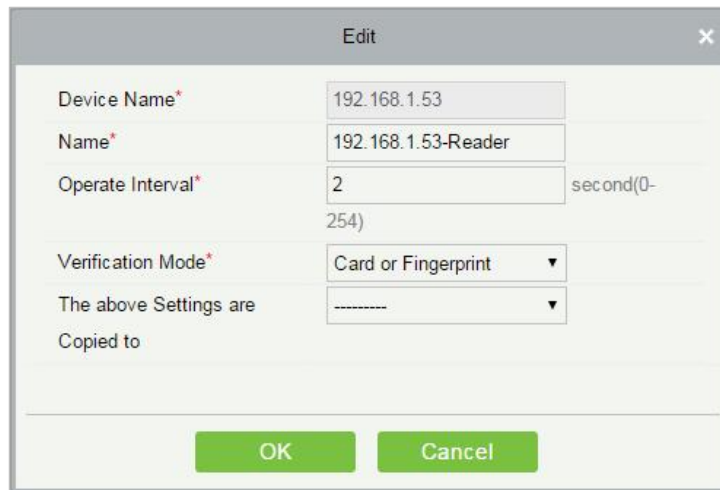 Edit
Device Name*
192.168.1.53
Name*
192.168.1.53-Reader
Operate Interval*
2
second(0-
254)
Verification Mode*
Card or Fingerprint
The above Settings are
---------
Copied to
OK
Cancel